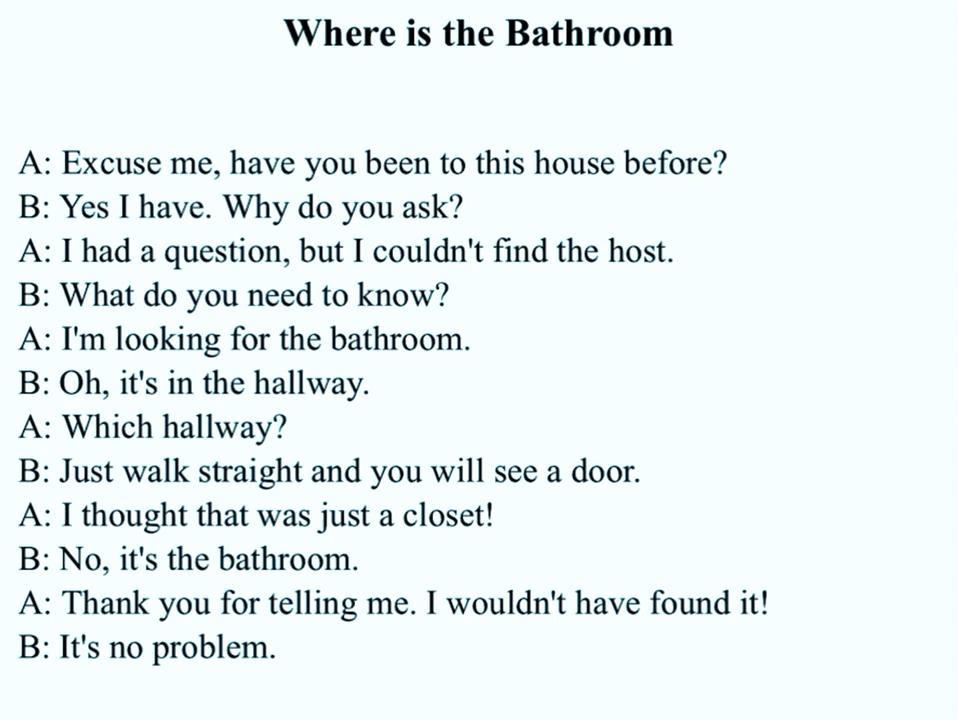 Where is the Bathroom
A: Excuse me, have you been to this house before?
B: Yes I have. Why do you ask?
A: I had a question, but I couldn't find the host.
B: What do you need to know?
A: I'm looking for the bathroom.
B: Oh, it's in the hallway.
A: Which hallway?
B: Just walk straight and you will see a door.
A: I thought that was just a closet!
B: No, it's the bathroom.
A: Thank you for telling me. I wouldn't have found it!
B: It's no problem.